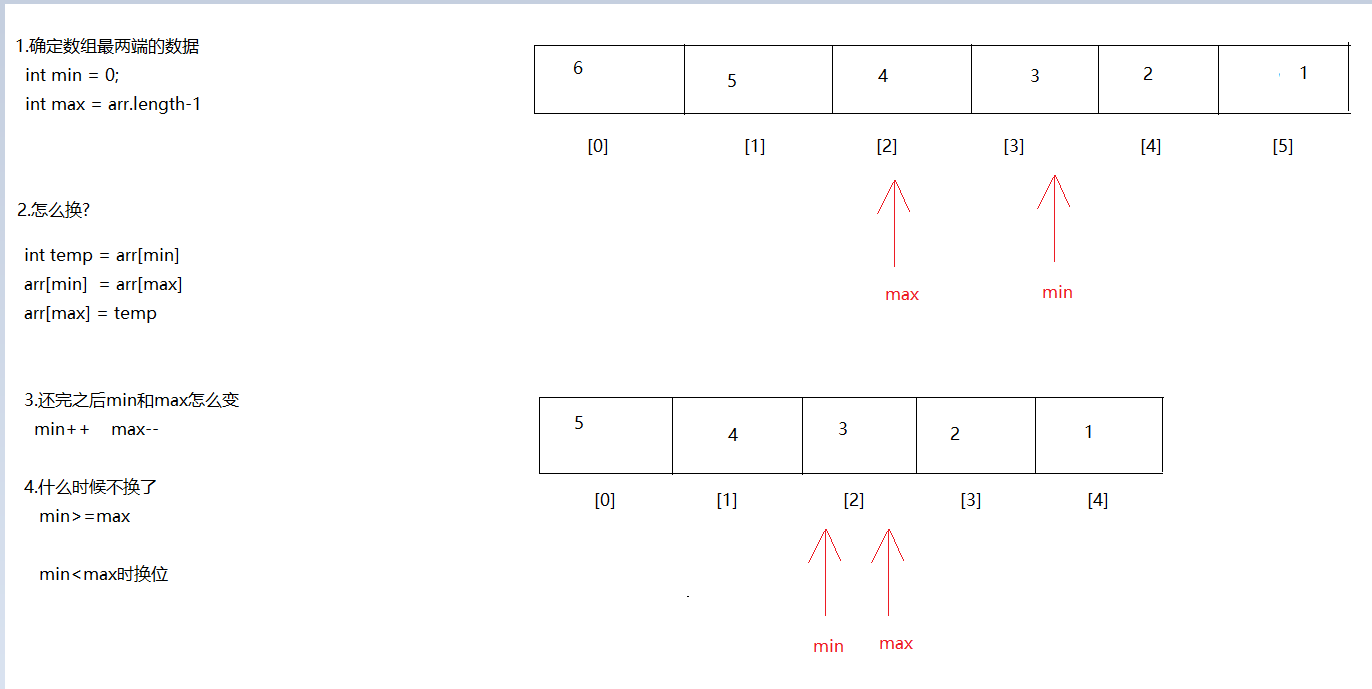 1.确定数组最两端的数据
int min = 0;
int max = arr.length-1
2.怎么换?
int temp = arr[min]
arr[min] = arr[max]
arr[max] = temp
3.还完之后min和max怎么变
min++ max--
4.什么时候不换了
min>=max
min<max时换位
6 5 4 3 2 1
[0] [1] [2] [3] [4] [5]
max min
5 4 3 2 1
[0] [1] [2] [3] [4]
min max